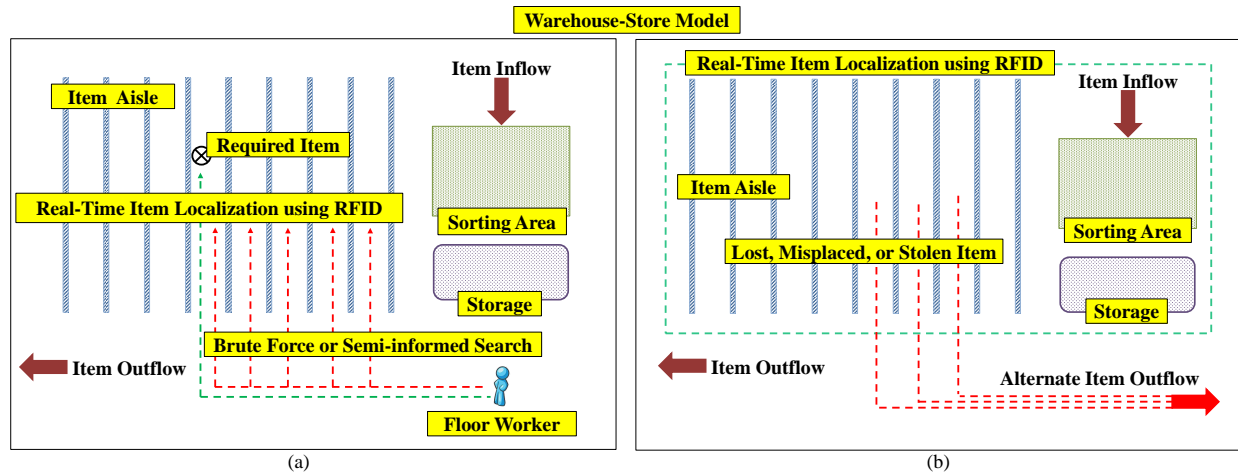 Warehouse-Store Model
Item Inflow
Item Aisle
Required Item
Real-Time Item Localization using RFID
Sorting Area
Storage
Brute Force or Semi-informed Search
Item Outflow
Floor Worker
(a)
Real-Time Item Localization using RFID
Item Inflow
Item Aisle
Sorting Area
Lost, Misplaced, or Stolen Item
Storage
Item Outflow
Alternate Item Outflow
(b)